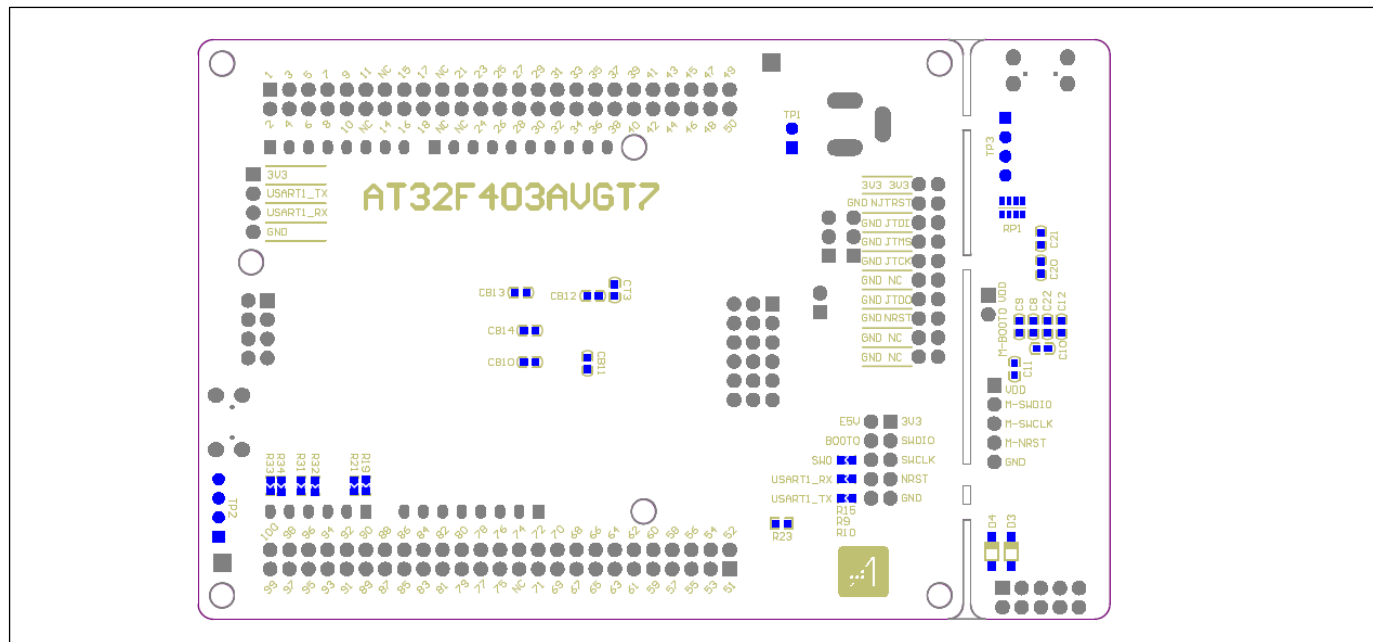 1 3 5 7 9 11 NC 15 17 NC 21 23 25 27 29 31 33 35 37 39 41 43 45 47 49
2 4 6 8 10 NC 14 16 18 NC NC 24 26 28 30 32 34 36 38 40 42 44 46 48 50
TP1
TP3
3V3
USART1_TX
USART1_RX
GND
AT32F403AVGT7
3V3 3V3
GND NJTRST
GND JTDI
GND JTMS
GND JTCK
GND NC
GND JTDO
GND NRST
GND NC
GND NC
RP1
C21
C20
CB13
CB12
CT3
CB14
CB10
CB11
M-BOOT0 VDD
C9
C8
C22
C12
C10
C11
VDD
M-SWDIO
M-SWCLK
M-NRST
GND
E5V 3V3
BOOT0 SWDIO
SWO SWCLK
USART1_RX NRST
USART1_TX GND
R15
R9
R10
R23
R33
R34
R31
R32
R21
R19
TP2
D4
D3
100 98 96 94 92 90 88 86 84 82 80 78 76 74 72 70 68 66 64 62 60 58 56 54 52
99 97 95 93 91 89 87 85 83 81 79 77 75 NC 71 69 67 65 63 61 59 57 55 53 51